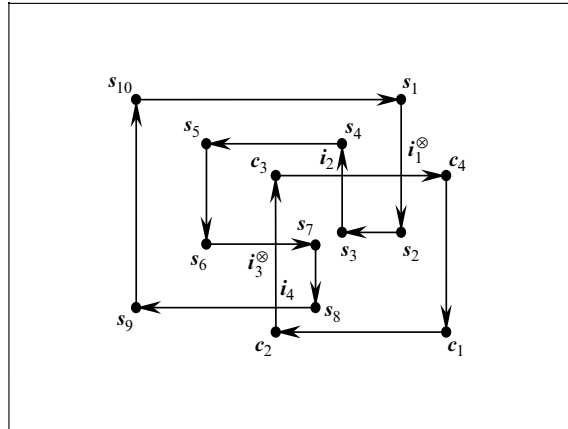 s10 s1
s5 s4 i1⊗
c3 i2 c4
s7 s3 s2
s6 i3⊗
i4
s9 s8
c2 c1